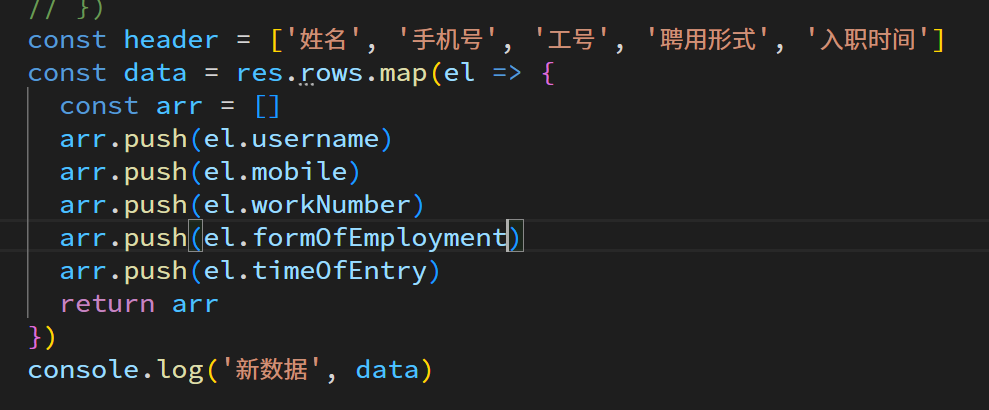 // })
const header = ['姓名', '手机号', '工号', '聘用形式', '入职时间']
const data = res.rows.map(el => {
const arr = []
arr.push(el.username)
arr.push(el.mobile)
arr.push(el.workNumber)
arr.push(el.formOfEmployment)
arr.push(el.timeOfEntry)
return arr
})
console.log('新数据', data)